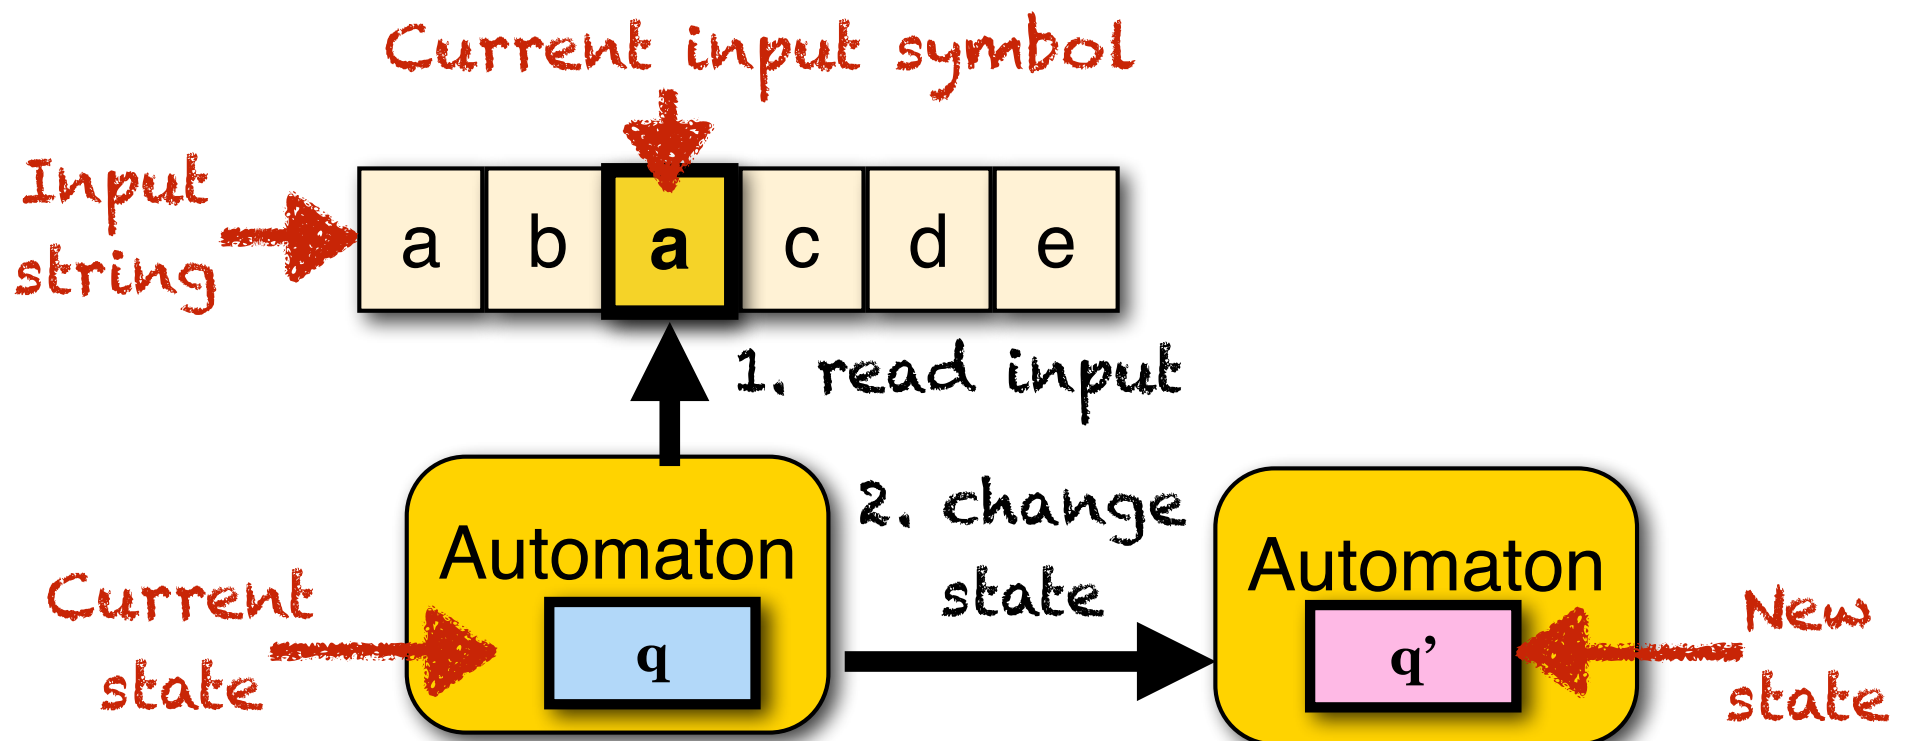 Current input symbol
Input
string
a b a c d e
1. read input
2. change
state
Automaton
q
Current
state
Automaton
q’
New
state